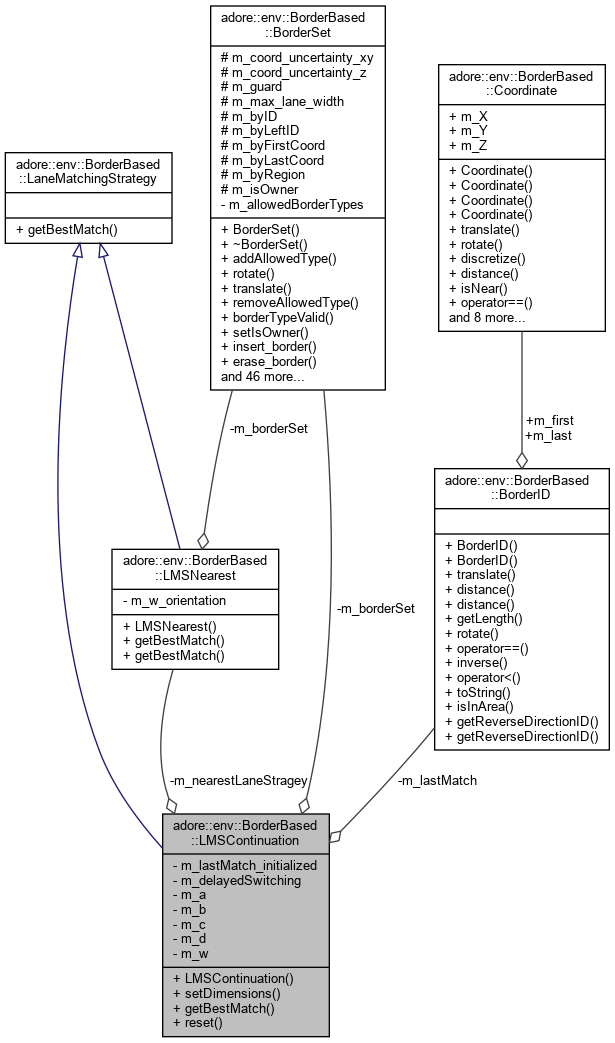 adore::env::BorderBased
::BorderSet
# m_coord_uncertainty_xy
# m_coord_uncertainty_z
# m_guard
# m_max_lane_width
# m_byID
# m_byLeftID
# m_byFirstCoord
# m_byLastCoord
# m_byRegion
# m_isOwner
- m_allowedBorderTypes
+ BorderSet()
+ ~BorderSet()
+ addAllowedType()
+ rotate()
+ translate()
+ removeAllowedType()
+ borderTypeValid()
+ setIsOwner()
+ insert_border()
+ erase_border()
and 46 more...
adore::env::BorderBased
::Coordinate
+ m_X
+ m_Y
+ m_Z
+ Coordinate()
+ Coordinate()
+ Coordinate()
+ Coordinate()
+ translate()
+ rotate()
+ discretize()
+ distance()
+ isNear()
+ operator==()
and 8 more...
adore::env::BorderBased
::LaneMatchingStrategy
+ getBestMatch()
-m_borderSet
+m_first
+m_last
adore::env::BorderBased
::BorderID
+ BorderID()
+ BorderID()
+ translate()
+ distance()
+ distance()
+ getLength()
+ rotate()
+ operator==()
+ inverse()
+ operator<()
+ toString()
+ isInArea()
+ getReverseDirectionID()
+ getReverseDirectionID()
adore::env::BorderBased
::LMSNearest
- m_w_orientation
+ LMSNearest()
+ getBestMatch()
+ getBestMatch()
-m_borderSet
-m_nearestLaneStragey
-m_lastMatch
adore::env::BorderBased
::LMSContinuation
- m_lastMatch_initialized
- m_delayedSwitching
- m_a
- m_b
- m_c
- m_d
- m_w
+ LMSContinuation()
+ setDimensions()
+ getBestMatch()
+ reset()